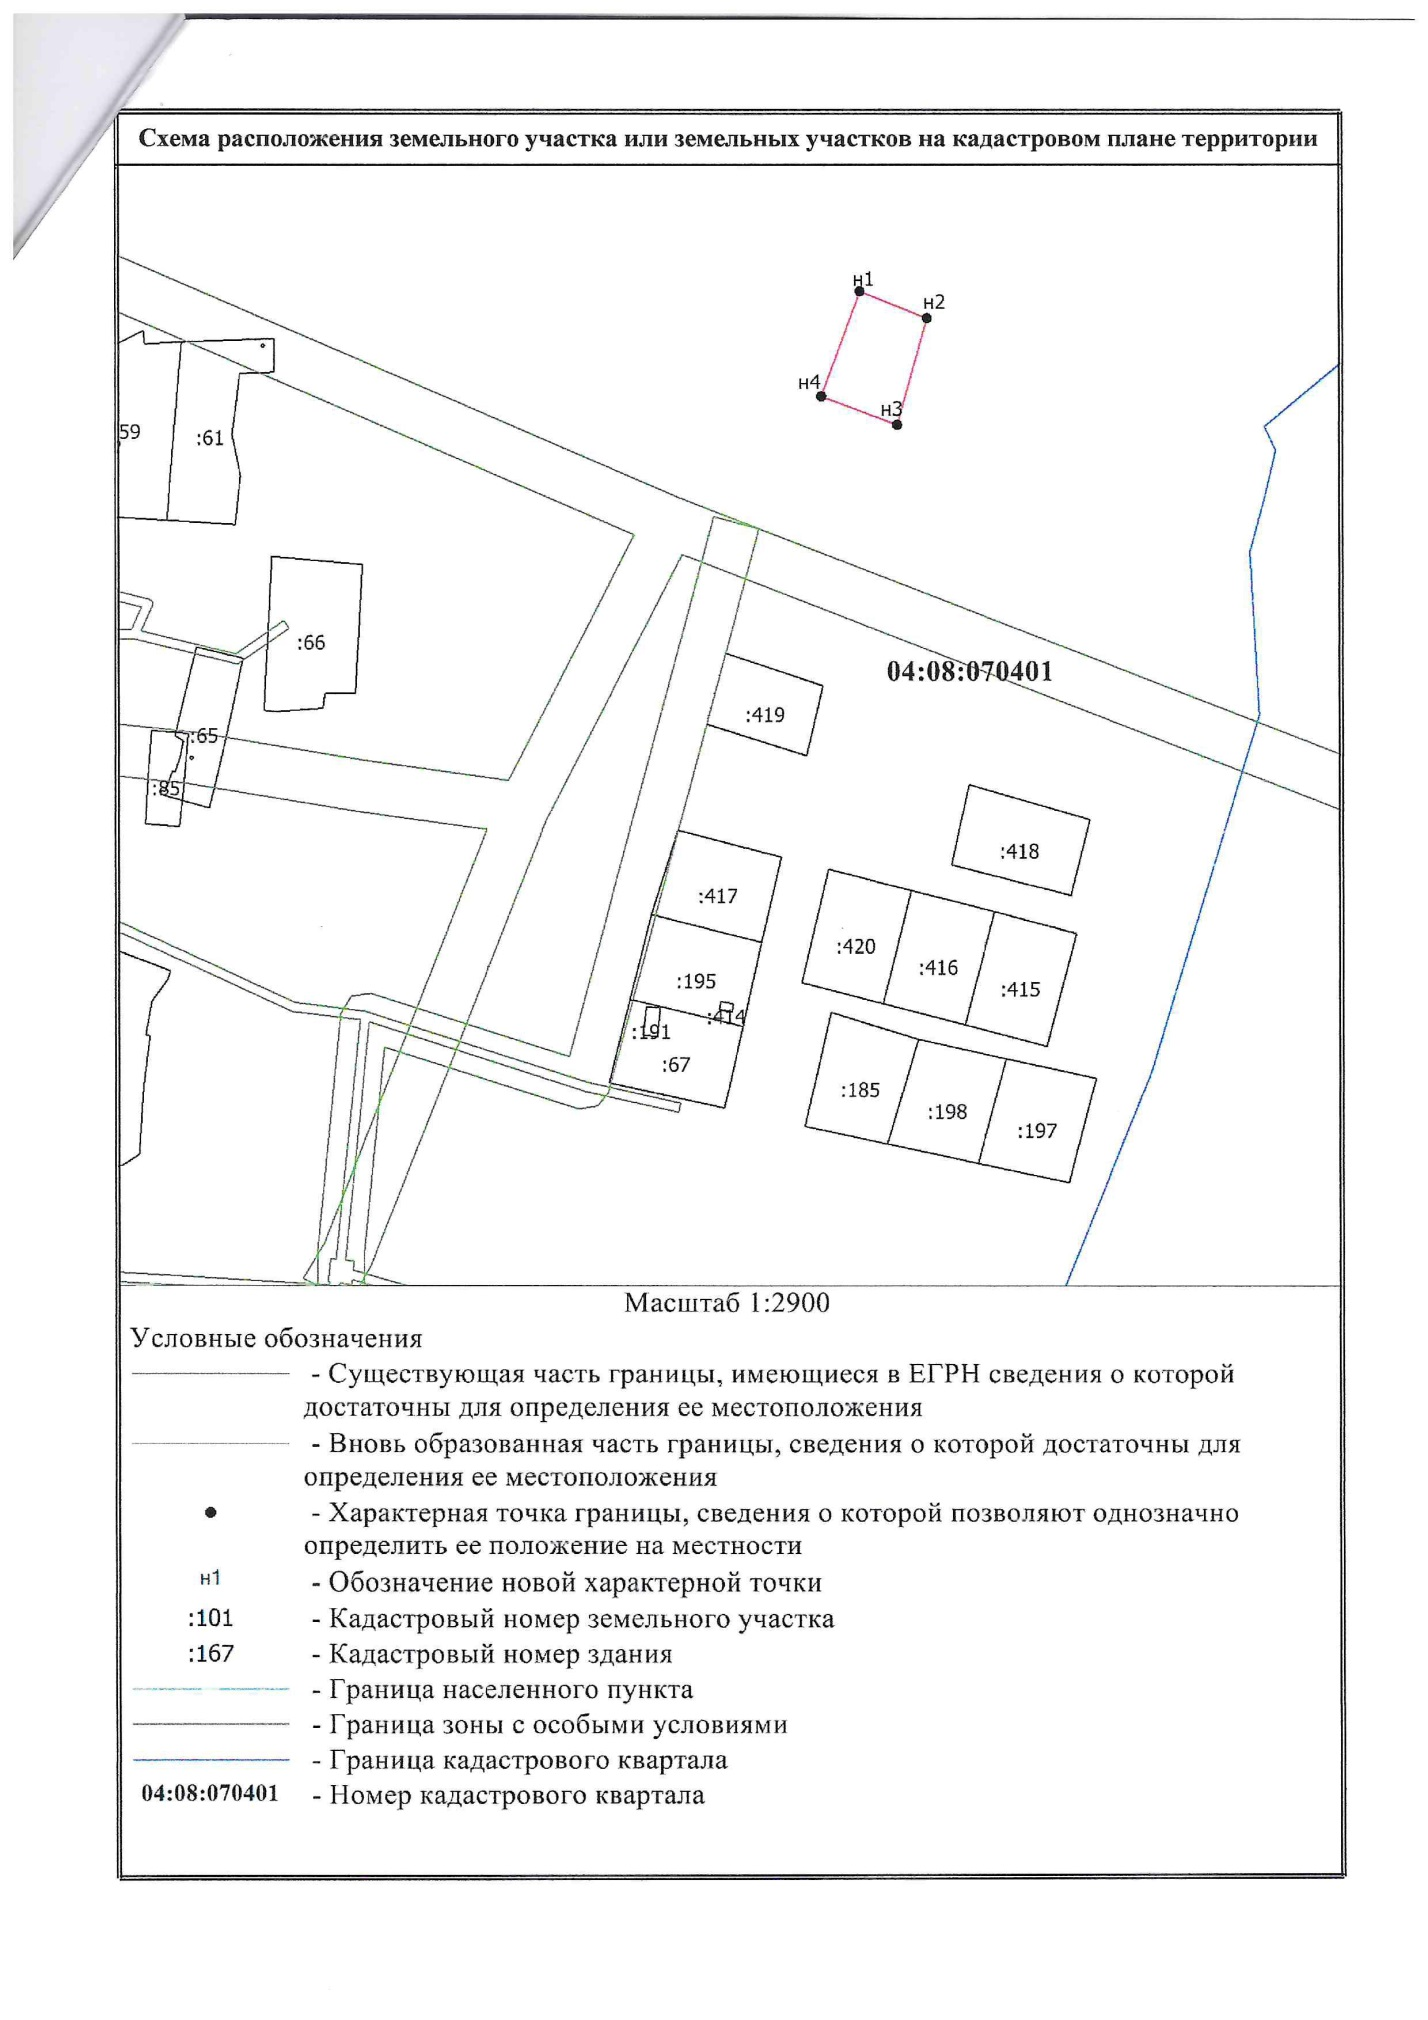 Схема расположения земельного участка или земельных участков на кадастровом плане территории
н1
н2
н4
н3
59
:61
:66
04:08:070401
:419
:65
:85
:418
:417
:420
:416
:415
:195
:414
:191
:67
:185
:198
:197
Масштаб 1:2900
Условные обозначения
- Существующая часть границы, имеющиеся в ЕГРН сведения о которой
достаточны для определения ее местоположения
- Вновь образованная часть границы, сведения о которой достаточны для
определения ее местоположения
- Характерная точка границы, сведения о которой позволяют однозначно
определить ее положение на местности
н1 - Обозначение новой характерной точки
:101 - Кадастровый номер земельного участка
:167 - Кадастровый номер здания
- Граница населенного пункта
- Граница зоны с особыми условиями
- Граница кадастрового квартала
04:08:070401 - Номер кадастрового квартала